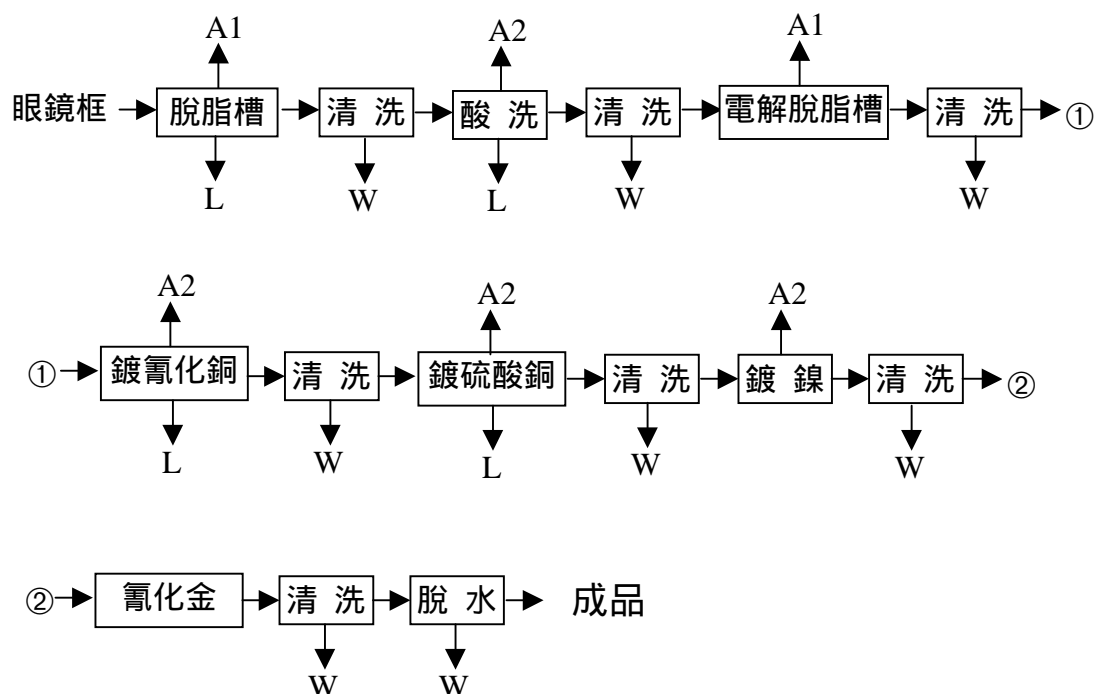 A1 A2 A1
眼鏡框 脫脂槽 清 洗 酸 洗 清 洗 電解脫脂槽 清 洗 ①
L W L W W
A2 A2 A2
① 鍍氰化銅 清 洗 鍍硫酸銅 清 洗 鍍 鎳 清 洗 ②
L W L W W
② 氰化金 清 洗 脫 水 成品
W W